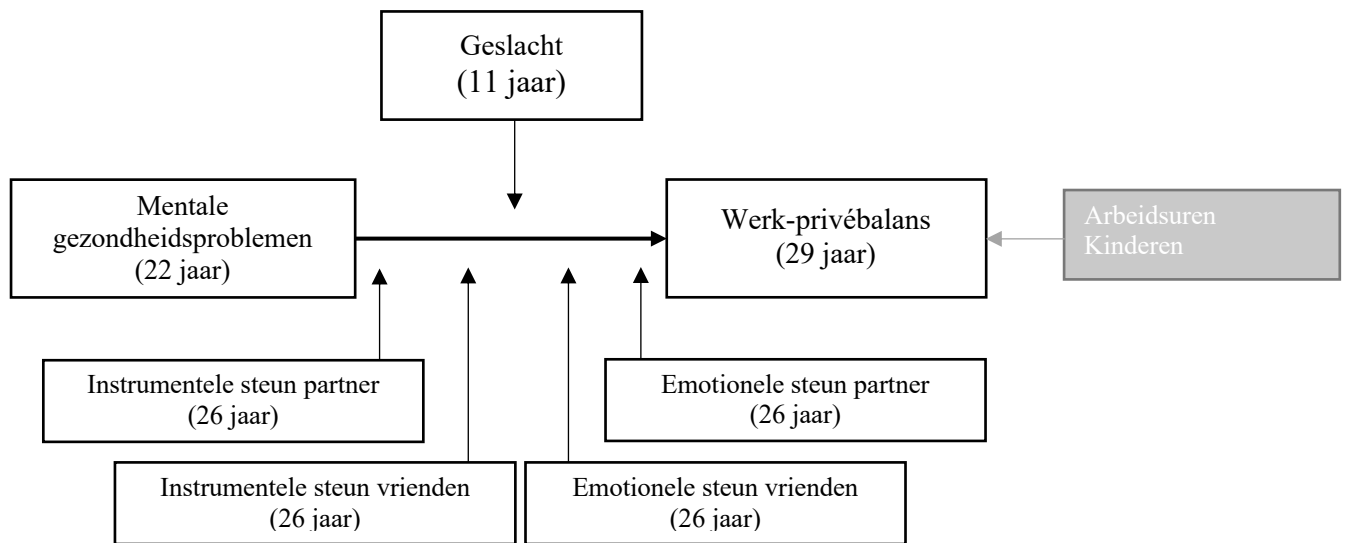 Geslacht
(11 jaar)
Mentale
gezondheidsproblemen
(22 jaar)
Werk-privébalans
(29 jaar)
Arbeidsuren
Kinderen
Instrumentele steun partner
(26 jaar)
Emotionele steun partner
(26 jaar)
Instrumentele steun vrienden
(26 jaar)
Emotionele steun vrienden
(26 jaar)